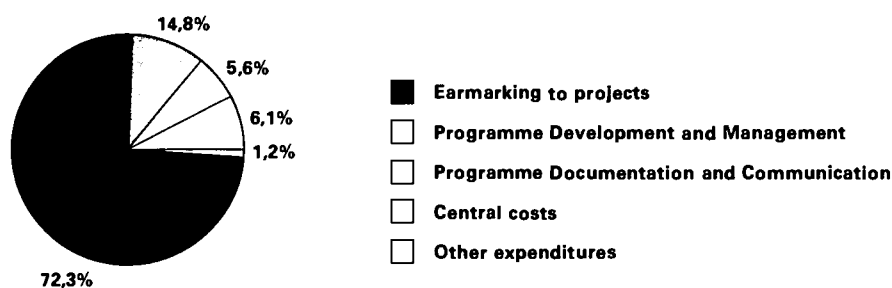 14,8%
5,6%
6,1%
1,2%
72,3%
Earmarking to projects
Programme Development and Management
Programme Documentation and Communication
Central costs
Other expenditures